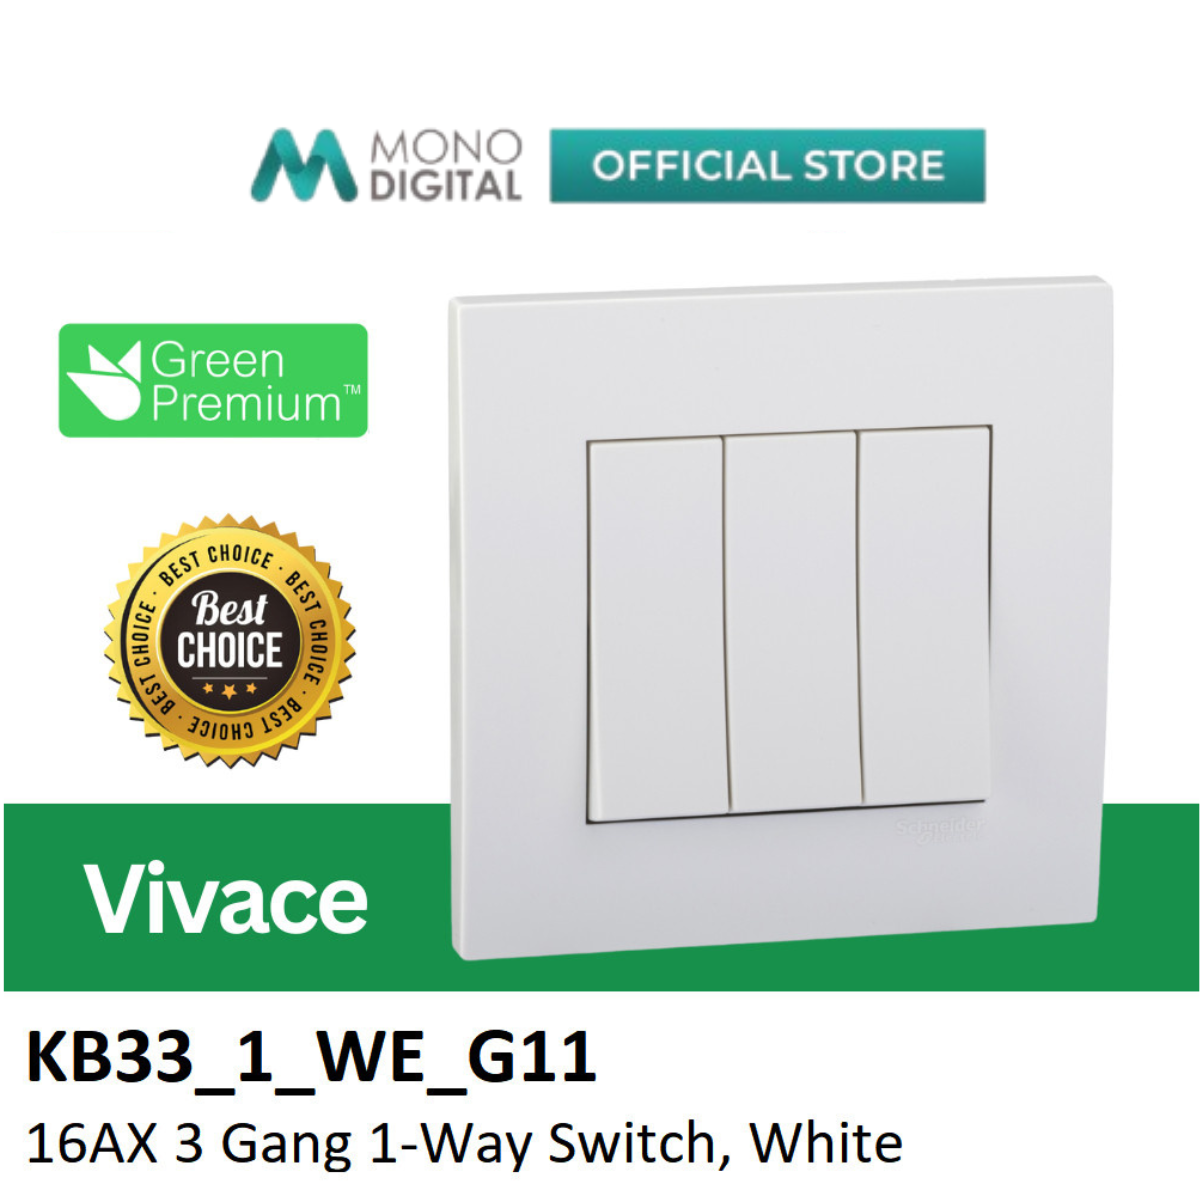 MONO
DIGITAL
OFFICIAL STORE
Green
Premium™
BEST CHOICE · BEST CHOICE · BEST CHOICE · BEST CHOICE ·
Best
CHOICE
Schneider
Vivace
KB33_1_WE_G11
16AX 3 Gang 1-Way Switch, White